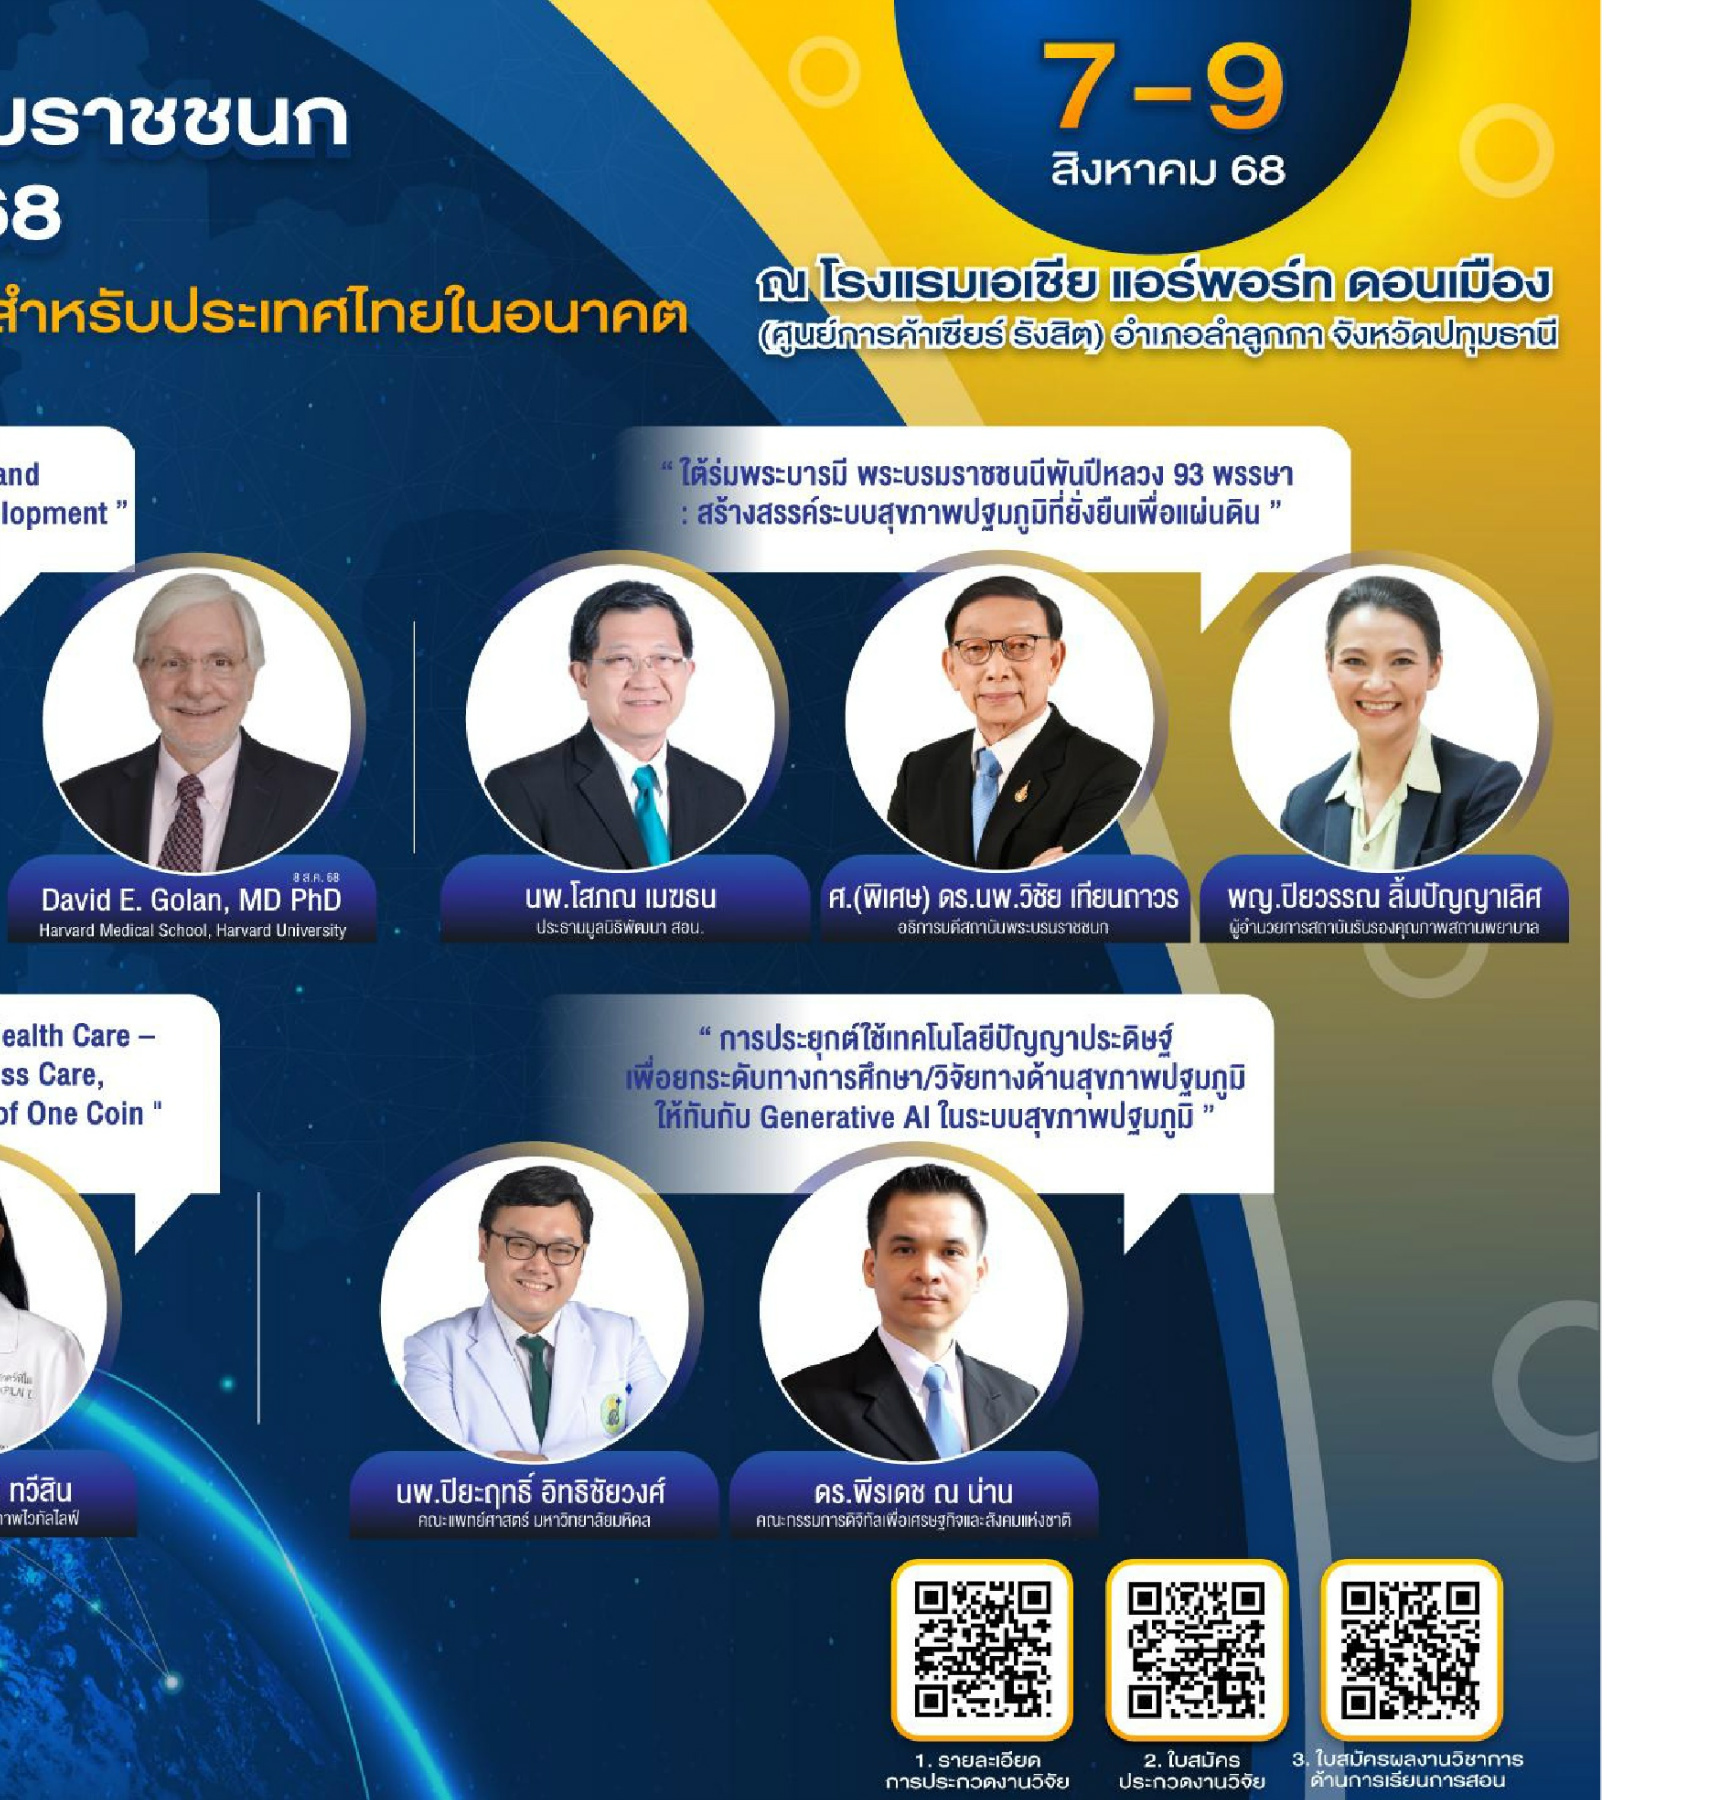 มราชชนก
68
สำหรับประเทศไทยในอนาคต
7-9
สิงหาคม 68
ณ โรงแรมเอเชีย แอร์พอร์ท ดอนเมือง
(ศูนย์การค้าเซียร์ รังสิต) อำเภอลำลูกกา จังหวัดปทุมธานี
and
lopment ”
“ ใต้ร่มพระบารมี พระบรมราชชนนีพันปีหลวง 93 พรรษา
: สร้างสรรค์ระบบสุขภาพปฐมภูมิที่ยั่งยืนเพื่อแผ่นดิน ”
8 ส.ค. 68
David E. Golan, MD PhD
Harvard Medical School, Harvard University
นพ.โสภณ เมฆธน
ประธานมูลนิธิพัฒนา สอน.
ศ.(พิเศษ) ดร.นพ.วิชัย เทียนถาวร
อธิการบดีสถาบันพระบรมราชชนก
พญ.ปิยวรรณ ลิ้มปัญญาเลิศ
ผู้อำนวยการสถาบันรับรองคุณภาพสถานพยาบาล
ealth Care –
ss Care,
of One Coin "
“ การประยุกต์ใช้เทคโนโลยีปัญญาประดิษฐ์
เพื่อยกระดับทางการศึกษา/วิจัยทางด้านสุขภาพปฐมภูมิ
ให้ทันกับ Generative AI ในระบบสุขภาพปฐมภูมิ ”
ทวีสิน
าพไวทัลไลฟ์
นพ.ปิยะฤทธิ์ อิทธิชัยวงศ์
คณะแพทย์ศาสตร์ มหาวิทยาลัยมหิดล
ดร.พีรเดช ณ น่าน
คณะกรรมการดิจิทัลเพื่อเศรษฐกิจและสังคมแห่งชาติ
1. รายละเอียด
การประกวดงานวิจัย
2. ใบสมัคร
ประกวดงานวิจัย
3. ใบสมัครผลงานวิชาการ
ด้านการเรียนการสอน